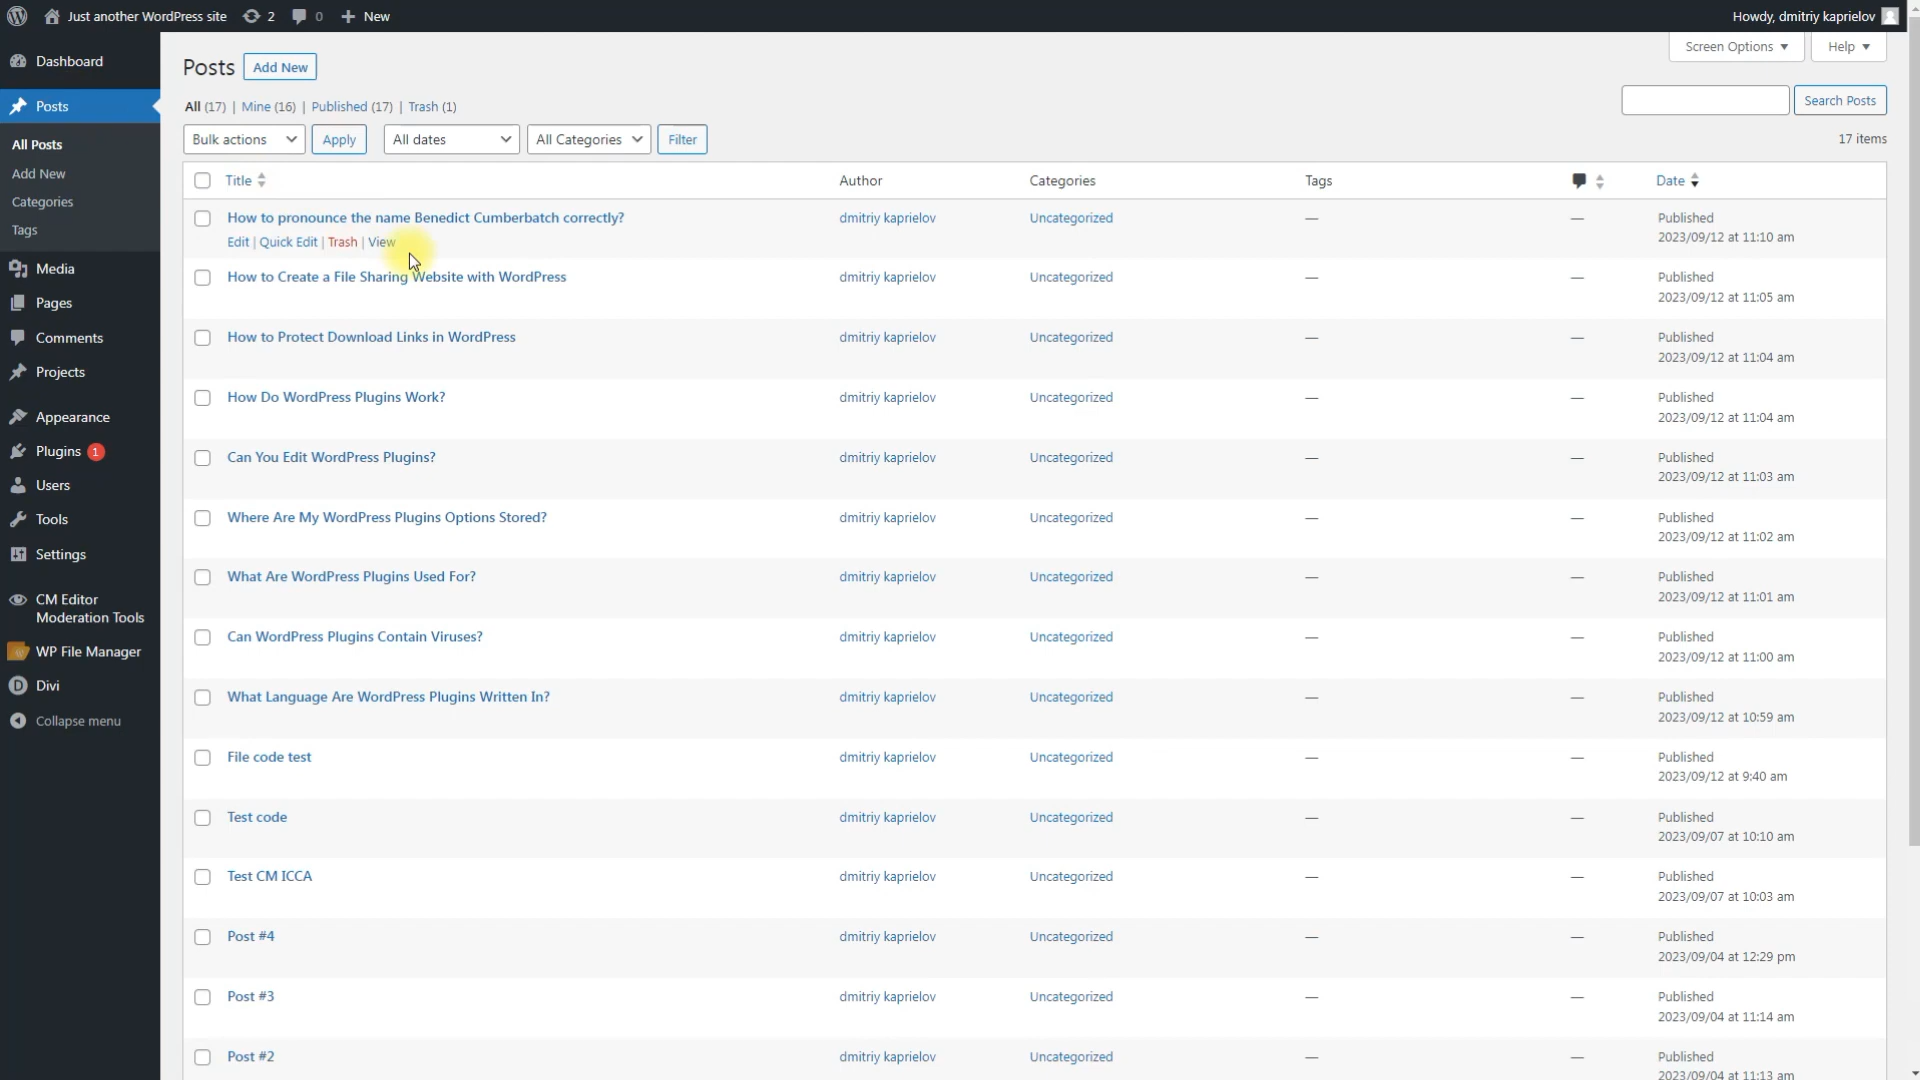 Just another WordPress site 2 0 New Howdy, dmitriy kaprielov
Screen Options Help
Dashboard
Posts
All Posts
Add New
Categories
Tags
Media
Pages
Comments
Projects
Appearance
Plugins 1
Users
Tools
Settings
CM Editor
Moderation Tools
WP File Manager
Divi
Collapse menu
Posts Add New
All (17) | Mine (16) | Published (17) | Trash (1)
Search Posts
Bulk actions Apply All dates All Categories Filter 17 items
Title Author Categories Tags Date
How to pronounce the name Benedict Cumberbatch correctly? dmitriy kaprielov Uncategorized — — Published
Edit | Quick Edit | Trash | View 2023/09/12 at 11:10 am
How to Create a File Sharing Website with WordPress dmitriy kaprielov Uncategorized — — Published
2023/09/12 at 11:05 am
How to Protect Download Links in WordPress dmitriy kaprielov Uncategorized — — Published
2023/09/12 at 11:04 am
How Do WordPress Plugins Work? dmitriy kaprielov Uncategorized — — Published
2023/09/12 at 11:04 am
Can You Edit WordPress Plugins? dmitriy kaprielov Uncategorized — — Published
2023/09/12 at 11:03 am
Where Are My WordPress Plugins Options Stored? dmitriy kaprielov Uncategorized — — Published
2023/09/12 at 11:02 am
What Are WordPress Plugins Used For? dmitriy kaprielov Uncategorized — — Published
2023/09/12 at 11:01 am
Can WordPress Plugins Contain Viruses? dmitriy kaprielov Uncategorized — — Published
2023/09/12 at 11:00 am
What Language Are WordPress Plugins Written In? dmitriy kaprielov Uncategorized — — Published
2023/09/12 at 10:59 am
File code test dmitriy kaprielov Uncategorized — — Published
2023/09/12 at 9:40 am
Test code dmitriy kaprielov Uncategorized — — Published
2023/09/07 at 10:10 am
Test CM ICCA dmitriy kaprielov Uncategorized — — Published
2023/09/07 at 10:03 am
Post #4 dmitriy kaprielov Uncategorized — — Published
2023/09/04 at 12:29 pm
Post #3 dmitriy kaprielov Uncategorized — — Published
2023/09/04 at 11:14 am
Post #2 dmitriy kaprielov Uncategorized — — Published
2023/09/04 at 11:13 am